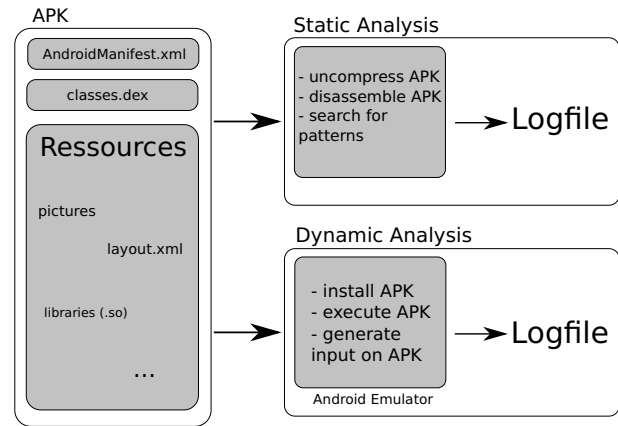 APK
AndroidManifest.xml
classes.dex
Ressources
pictures
layout.xml
libraries (.so)
...
Static Analysis
- uncompress APK
- disassemble APK
- search for
patterns
Logfile
Dynamic Analysis
- install APK
- execute APK
- generate
input on APK
Android Emulator
Logfile